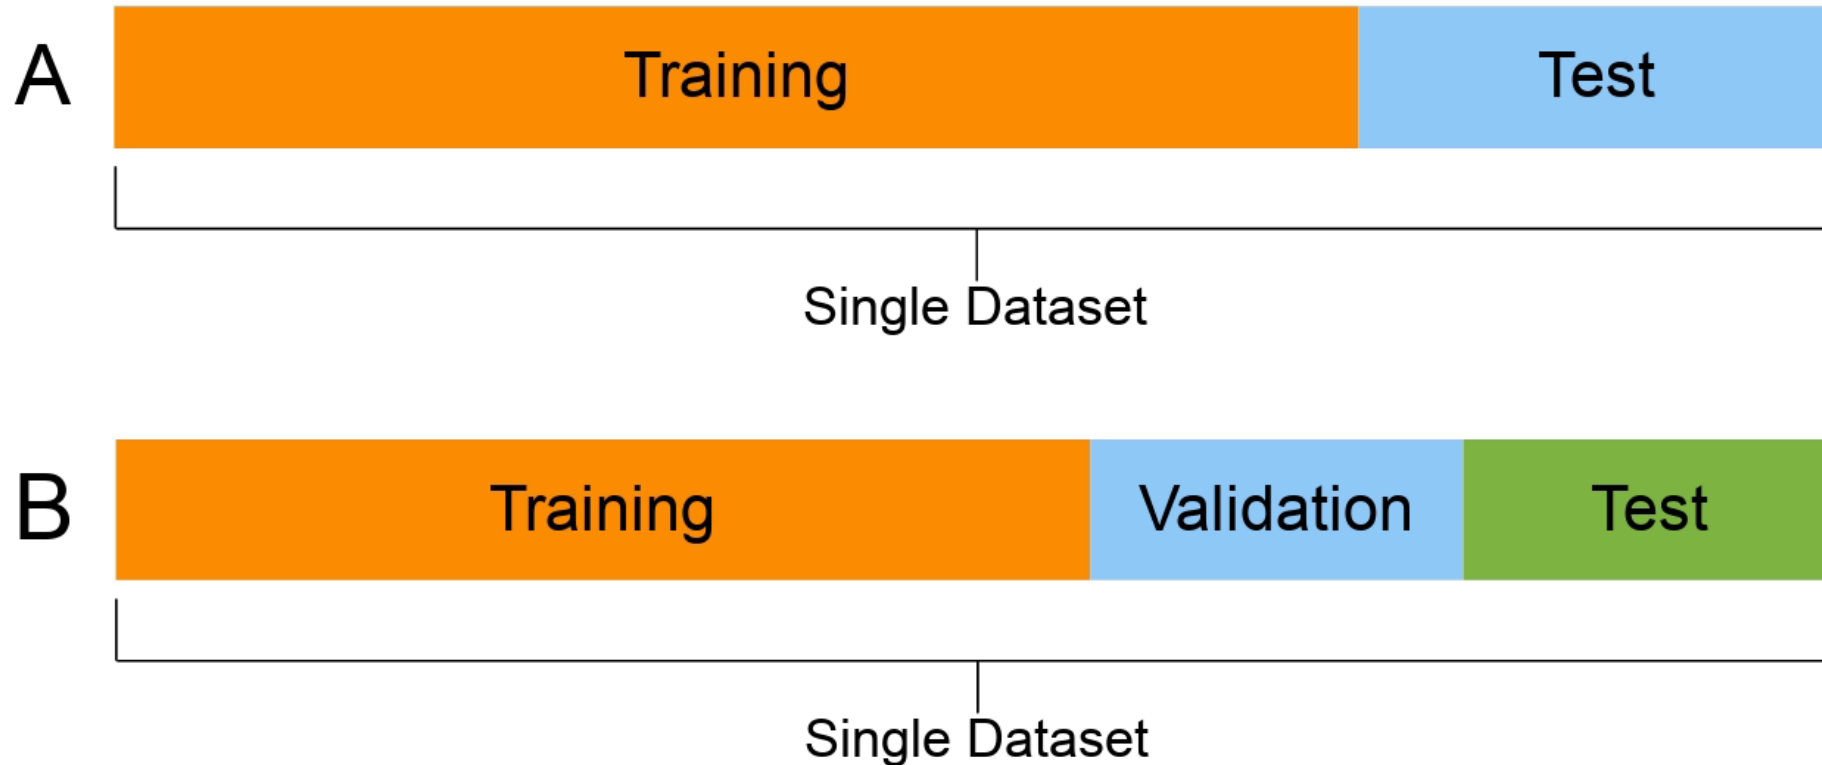 A
Training
Test
Single Dataset
B
Training
Validation
Test
Single Dataset